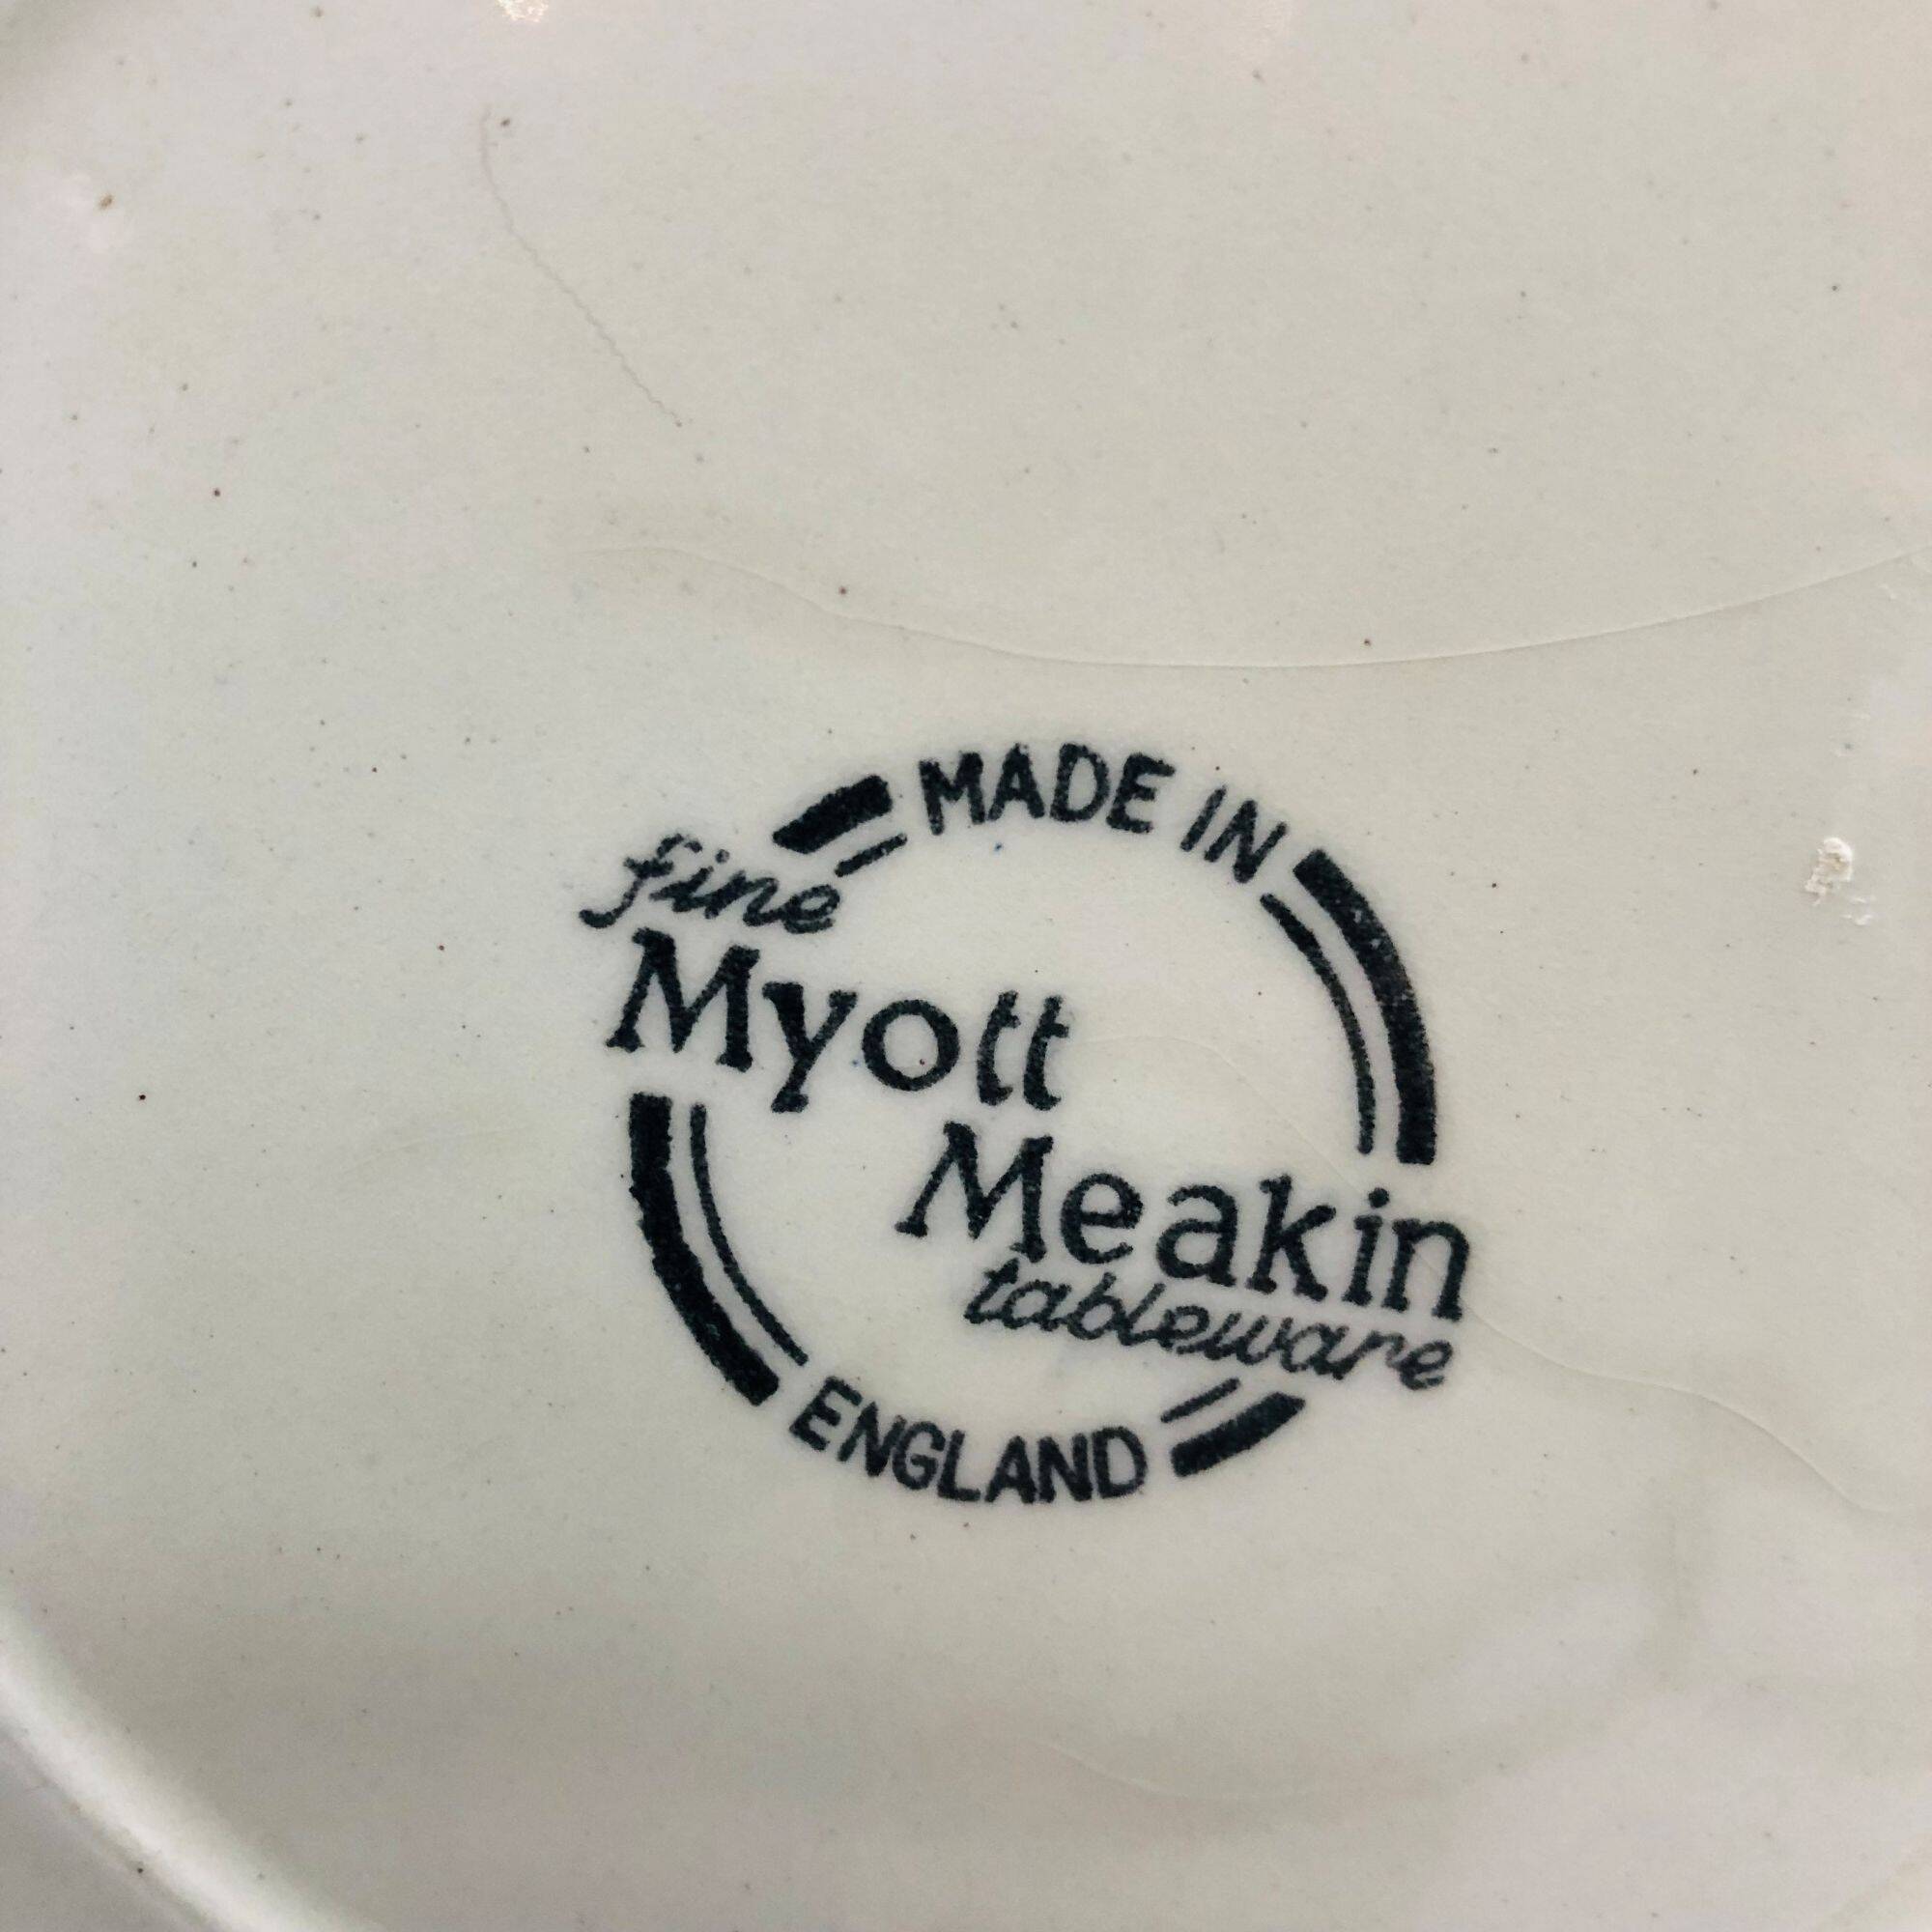 MADE IN
fine
Myott
Meakin
tableware
ENGLAND